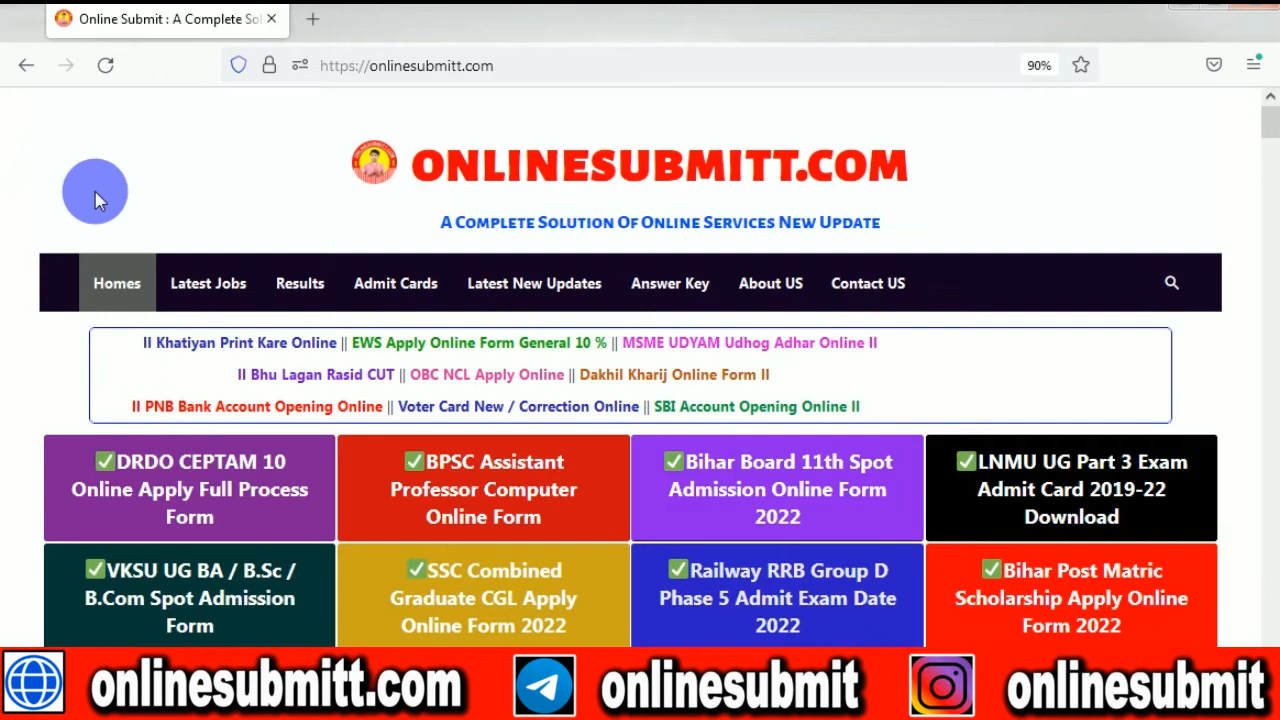 Online Submit : A Complete Sol
https://onlinesubmitt.com
90%
ONLINESUBMITT.COM
A Complete Solution Of Online Services New Update
Homes Latest Jobs Results Admit Cards Latest New Updates Answer Key About US Contact US
II Khatiyan Print Kare Online || EWS Apply Online Form General 10 % || MSME UDYAM Udhog Adhar Online II
II Bhu Lagan Rasid CUT || OBC NCL Apply Online || Dakhil Kharij Online Form II
II PNB Bank Account Opening Online || Voter Card New / Correction Online || SBI Account Opening Online II
✅DRDO CEPTAM 10
Online Apply Full Process
Form
✅BPSC Assistant
Professor Computer
Online Form
✅Bihar Board 11th Spot
Admission Online Form
2022
✅LNMU UG Part 3 Exam
Admit Card 2019-22
Download
✅VKSU UG BA / B.Sc /
B.Com Spot Admission
Form
✅SSC Combined
Graduate CGL Apply
Online Form 2022
✅Railway RRB Group D
Phase 5 Admit Exam Date
2022
✅Bihar Post Matric
Scholarship Apply Online
Form 2022
onlinesubmitt.com onlinesubmit onlinesubmit